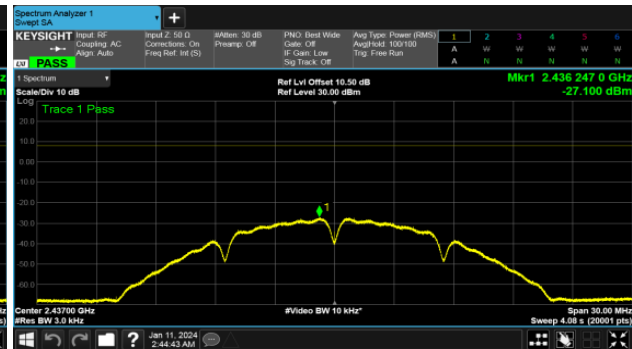 Spectrum Analyzer 1
Swept SA
+
KEYSIGHT Input: RF Input Z: 50 Ω #Atten: 30 dB PNO: Best Wide Avg Type: Power (RMS) 1 2 3 4 5 6
Coupling: AC Corrections: On Preamp: Off Gate: Off Avg|Hold: 100/100 A W W W W W
Align: Auto Freq Ref: Int (S) IF Gain: Low Trig: Free Run
LXI PASS Sig Track: Off A N N N N N
1 Spectrum Ref Lvl Offset 10.50 dB Mkr1 2.436 247 0 GHz
Scale/Div 10 dB Ref Level 30.00 dBm -27.100 dBm
Log
Trace 1 Pass
20.0
10.0
0.00
-10.0
-20.0
1
-30.0
-40.0
-50.0
-60.0
Center 2.43700 GHz #Video BW 10 kHz* Span 30.00 MHz
#Res BW 3.0 kHz Sweep 4.08 s (20001 pts)
? Jan 11, 2024
2:44:43 AM